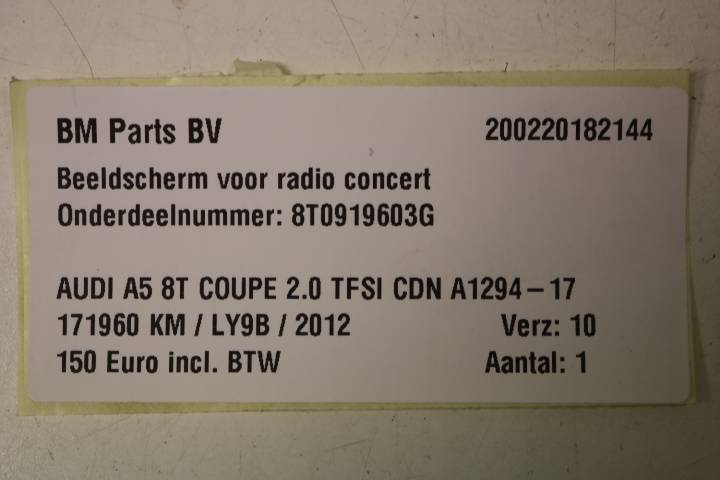 BM Parts BV 200220182144
Beeldscherm voor radio concert
Onderdeelnummer: 8T0919603G
AUDI A5 8T COUPE 2.0 TFSI CDN A1294-17
171960 KM / LY9B / 2012 Verz: 10
150 Euro incl. BTW Aantal: 1